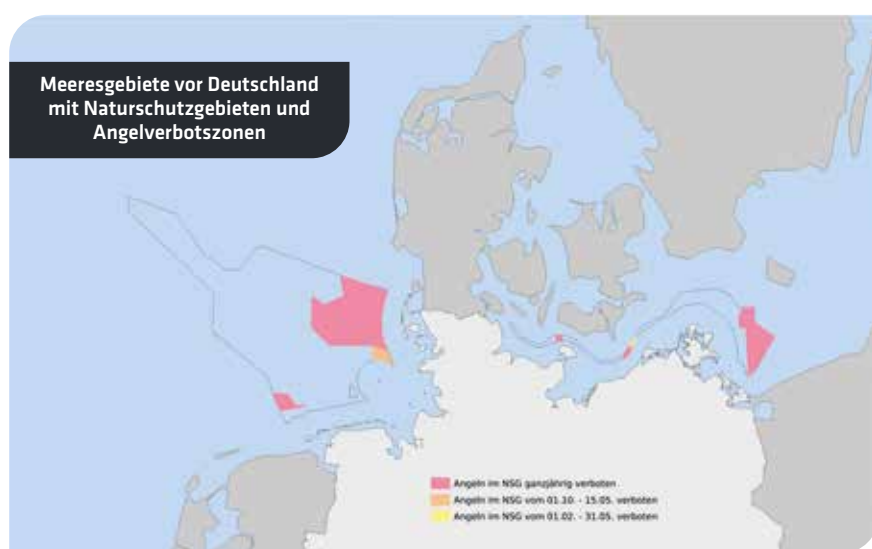 Meeresgebiete vor Deutschland
mit Naturschutzgebieten und
Angelverbotszonen
Angeln im NSG ganzjährig verboten
Angeln im NSG vom 01.10. - 15.05. verboten
Angeln im NSG vom 01.02. - 31.05. verboten